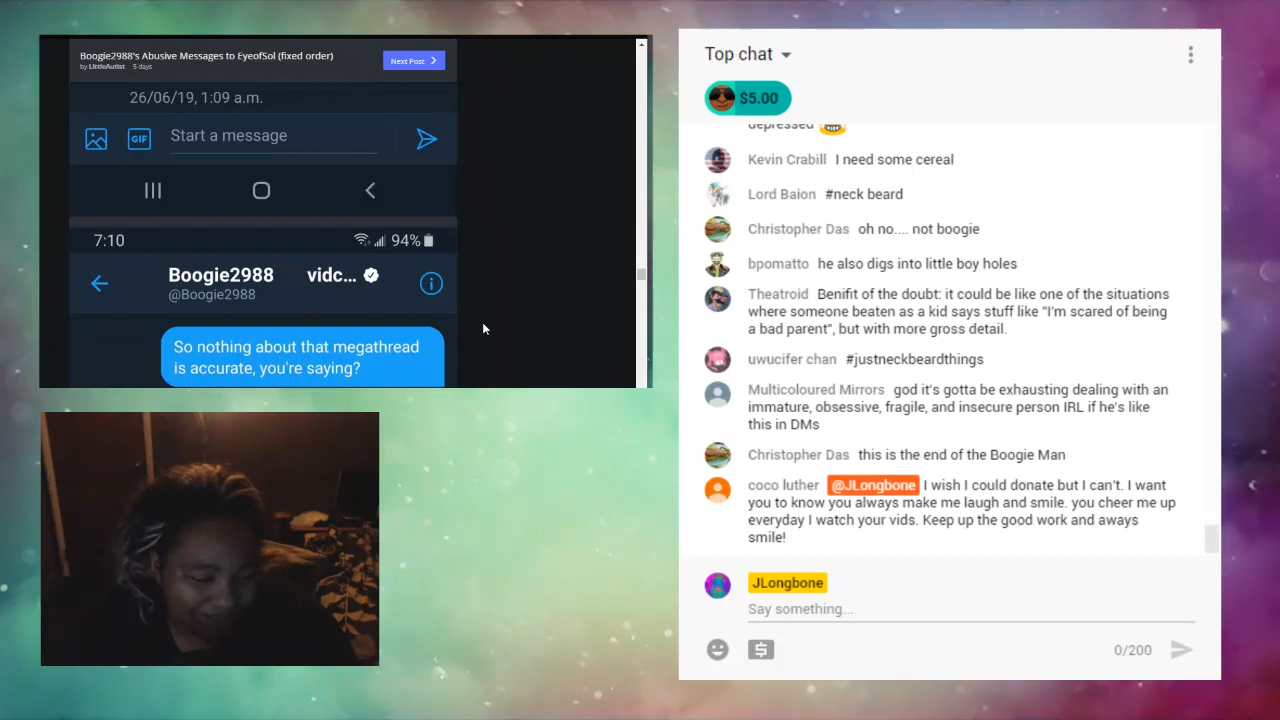 Boogie2988's Abusive Messages to EyeofSol (fixed order)
by LittleAutist 5 days
Next Post
26/06/19, 1:09 a.m.
GIF Start a message
7:10
94%
Boogie2988 vidc...
@Boogie2988
So nothing about that megathread
is accurate, you're saying?
Top chat
$5.00
depressed
Kevin Crabill I need some cereal
Lord Baion #neck beard
Christopher Das oh no.... not boogie
bpomatto he also digs into little boy holes
Theatroid Benifit of the doubt: it could be like one of the situations
where someone beaten as a kid says stuff like "I'm scared of being
a bad parent", but with more gross detail.
uwucifer chan #justneckbeardthings
Multicoloured Mirrors god it's gotta be exhausting dealing with an
immature, obsessive, fragile, and insecure person IRL if he's like
this in DMs
Christopher Das this is the end of the Boogie Man
coco luther @JLongbone I wish I could donate but I can't. I want
you to know you always make me laugh and smile. you cheer me up
everyday I watch your vids. Keep up the good work and aways
smile!
JLongbone
Say something...
0/200